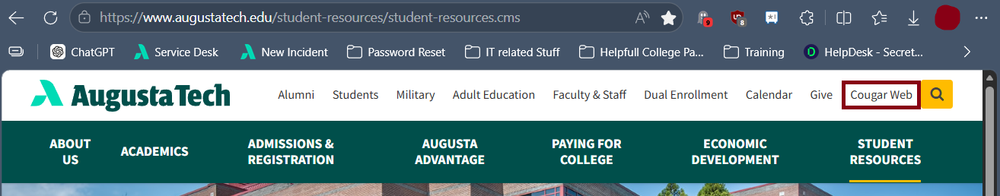 https://www.augustatech.edu/student-resources/student-resources.cms
9
8
ChatGPT Service Desk New Incident Password Reset IT related Stuff Helpfull College Pa... Training HelpDesk - Secret...
Augusta Tech Alumni Students Military Adult Education Faculty & Staff Dual Enrollment Calendar Give Cougar Web
ABOUT US
ACADEMICS
ADMISSIONS & REGISTRATION
AUGUSTA ADVANTAGE
PAYING FOR COLLEGE
ECONOMIC DEVELOPMENT
STUDENT RESOURCES